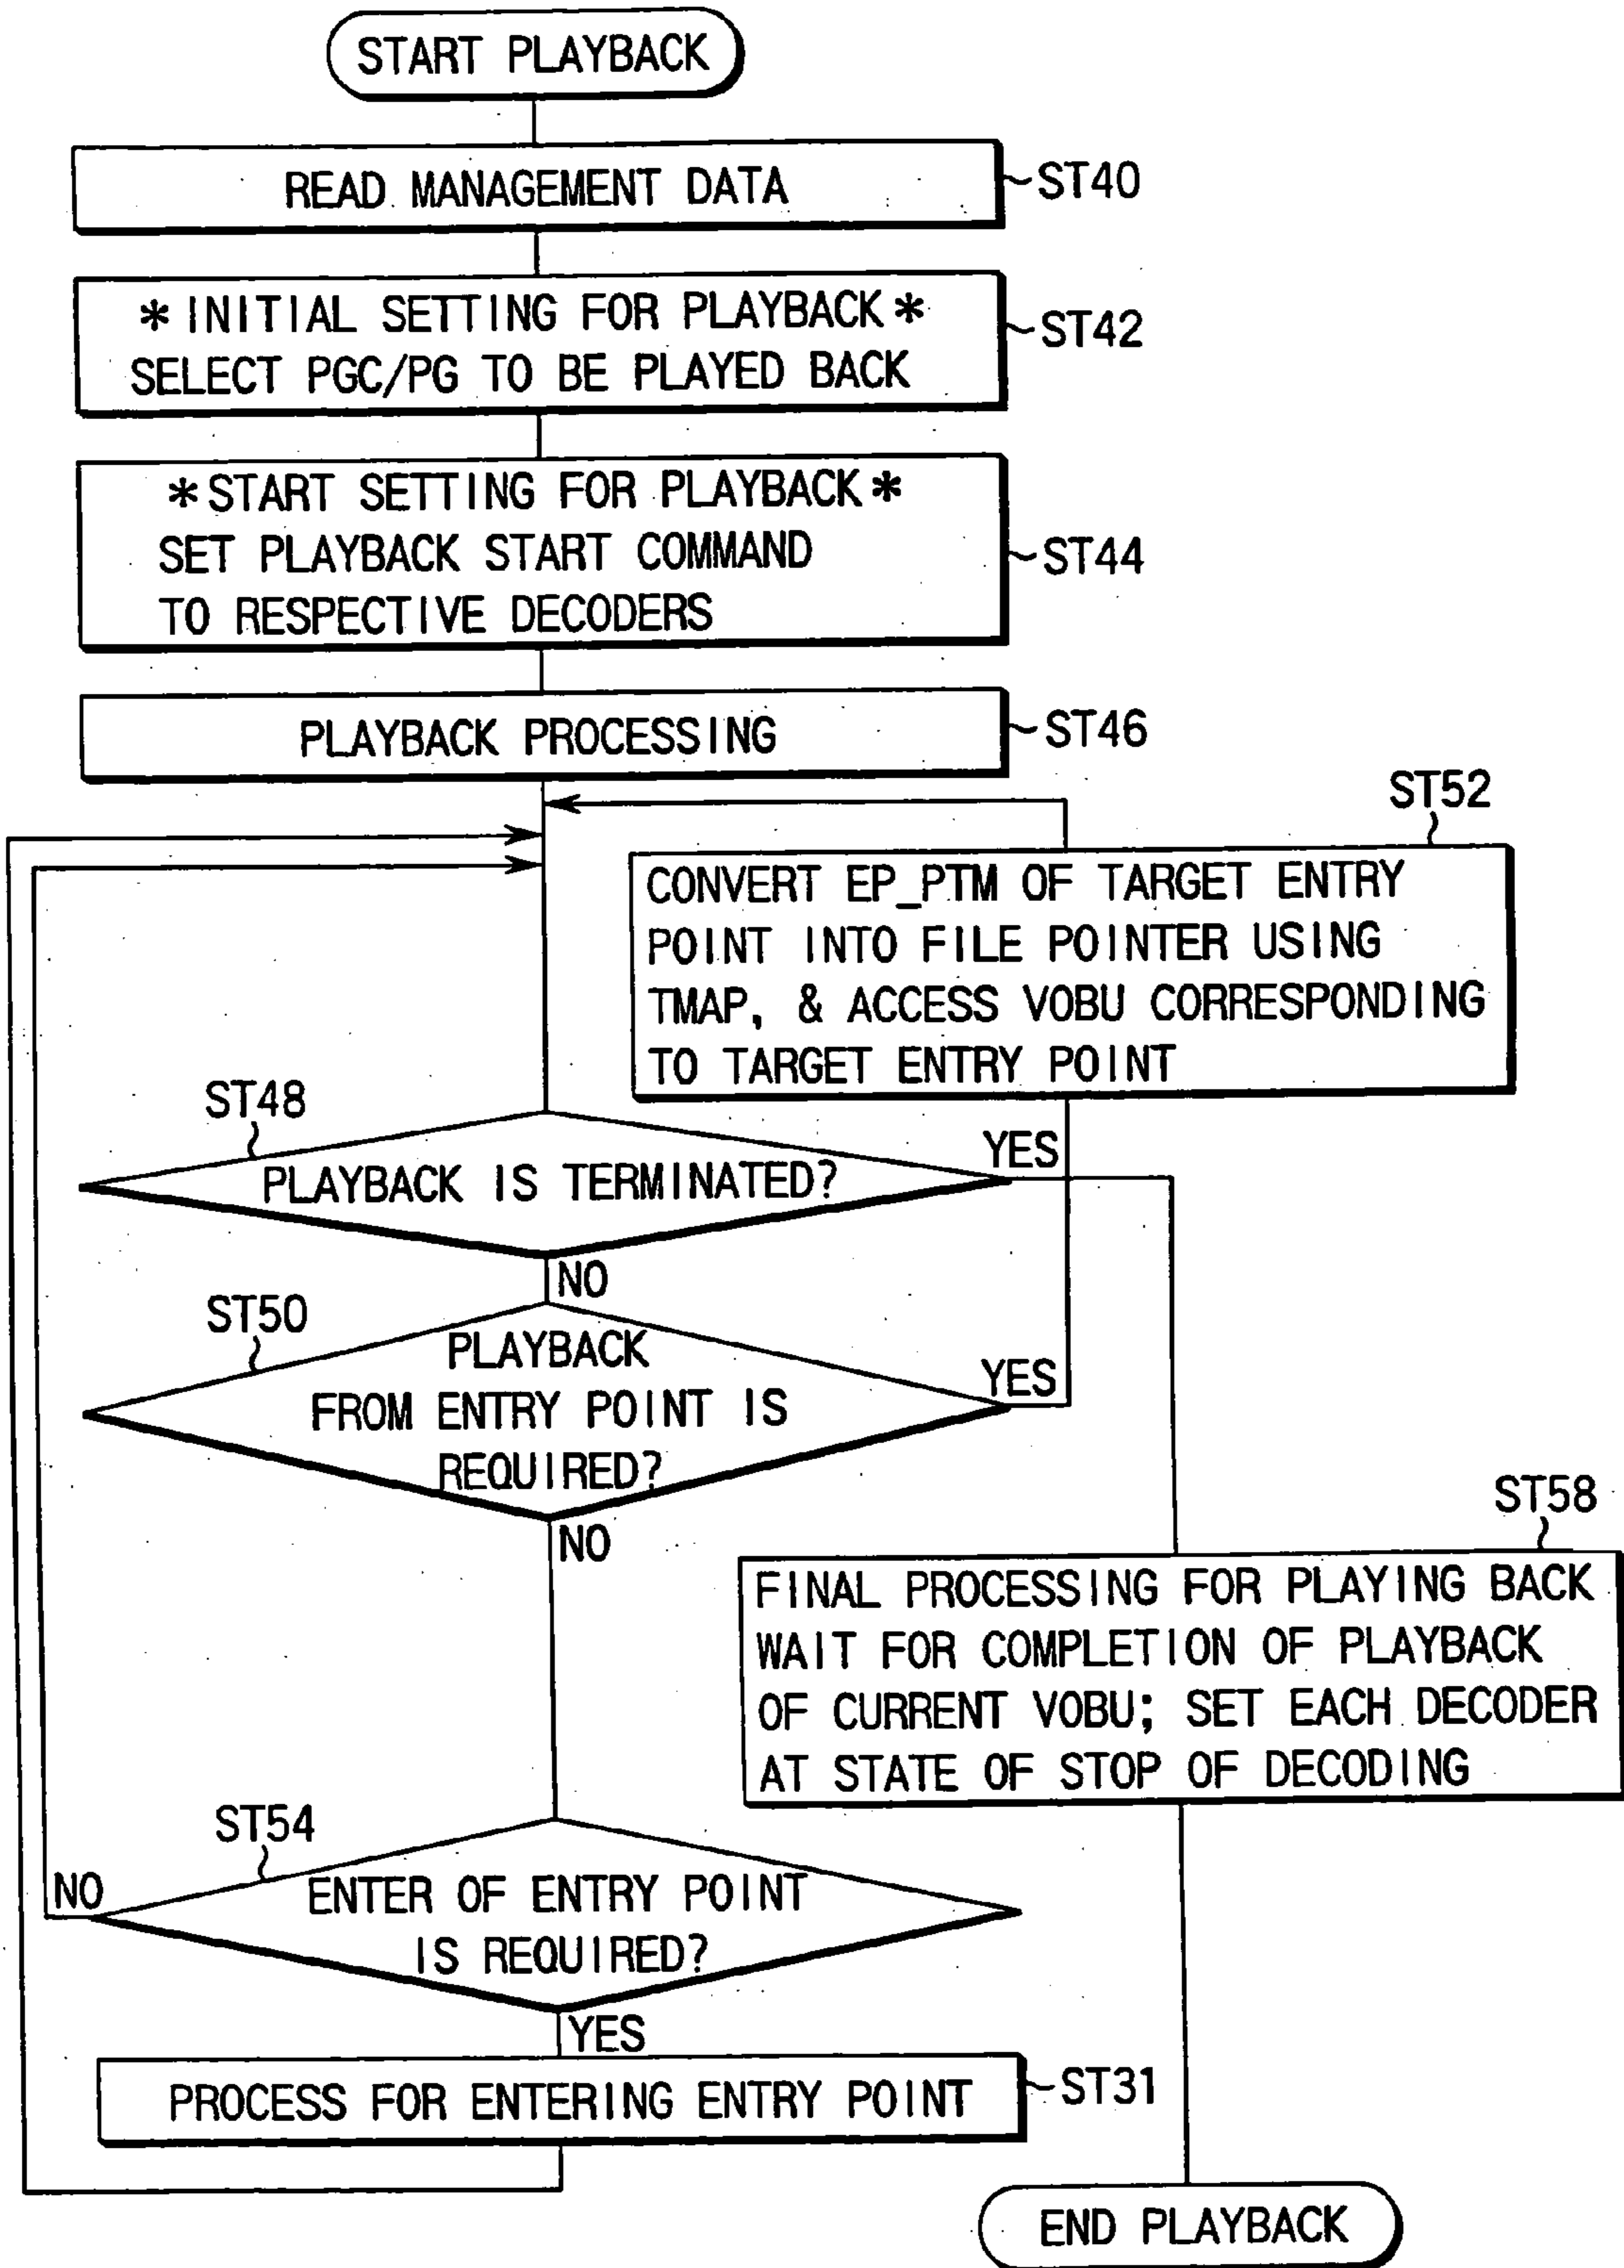 START PLAYBACK
READ MANAGEMENT DATA
ST40
* INITIAL SETTING FOR PLAYBACK *
SELECT PGC/PG TO BE PLAYED BACK
ST42
* START SETTING FOR PLAYBACK *
SET PLAYBACK START COMMAND
TO RESPECTIVE DECODERS
ST44
PLAYBACK PROCESSING
ST46
ST52
CONVERT EP_PTM OF TARGET ENTRY
POINT INTO FILE POINTER USING
TMAP, & ACCESS VOBU CORRESPONDING
TO TARGET ENTRY POINT
ST48
PLAYBACK IS TERMINATED?
YES
NO
ST50
PLAYBACK
FROM ENTRY POINT IS
REQUIRED?
YES
NO
ST58
FINAL PROCESSING FOR PLAYING BACK
WAIT FOR COMPLETION OF PLAYBACK
OF CURRENT VOBU; SET EACH DECODER
AT STATE OF STOP OF DECODING
ST54
NO
ENTER OF ENTRY POINT
IS REQUIRED?
YES
PROCESS FOR ENTERING ENTRY POINT
ST31
END PLAYBACK